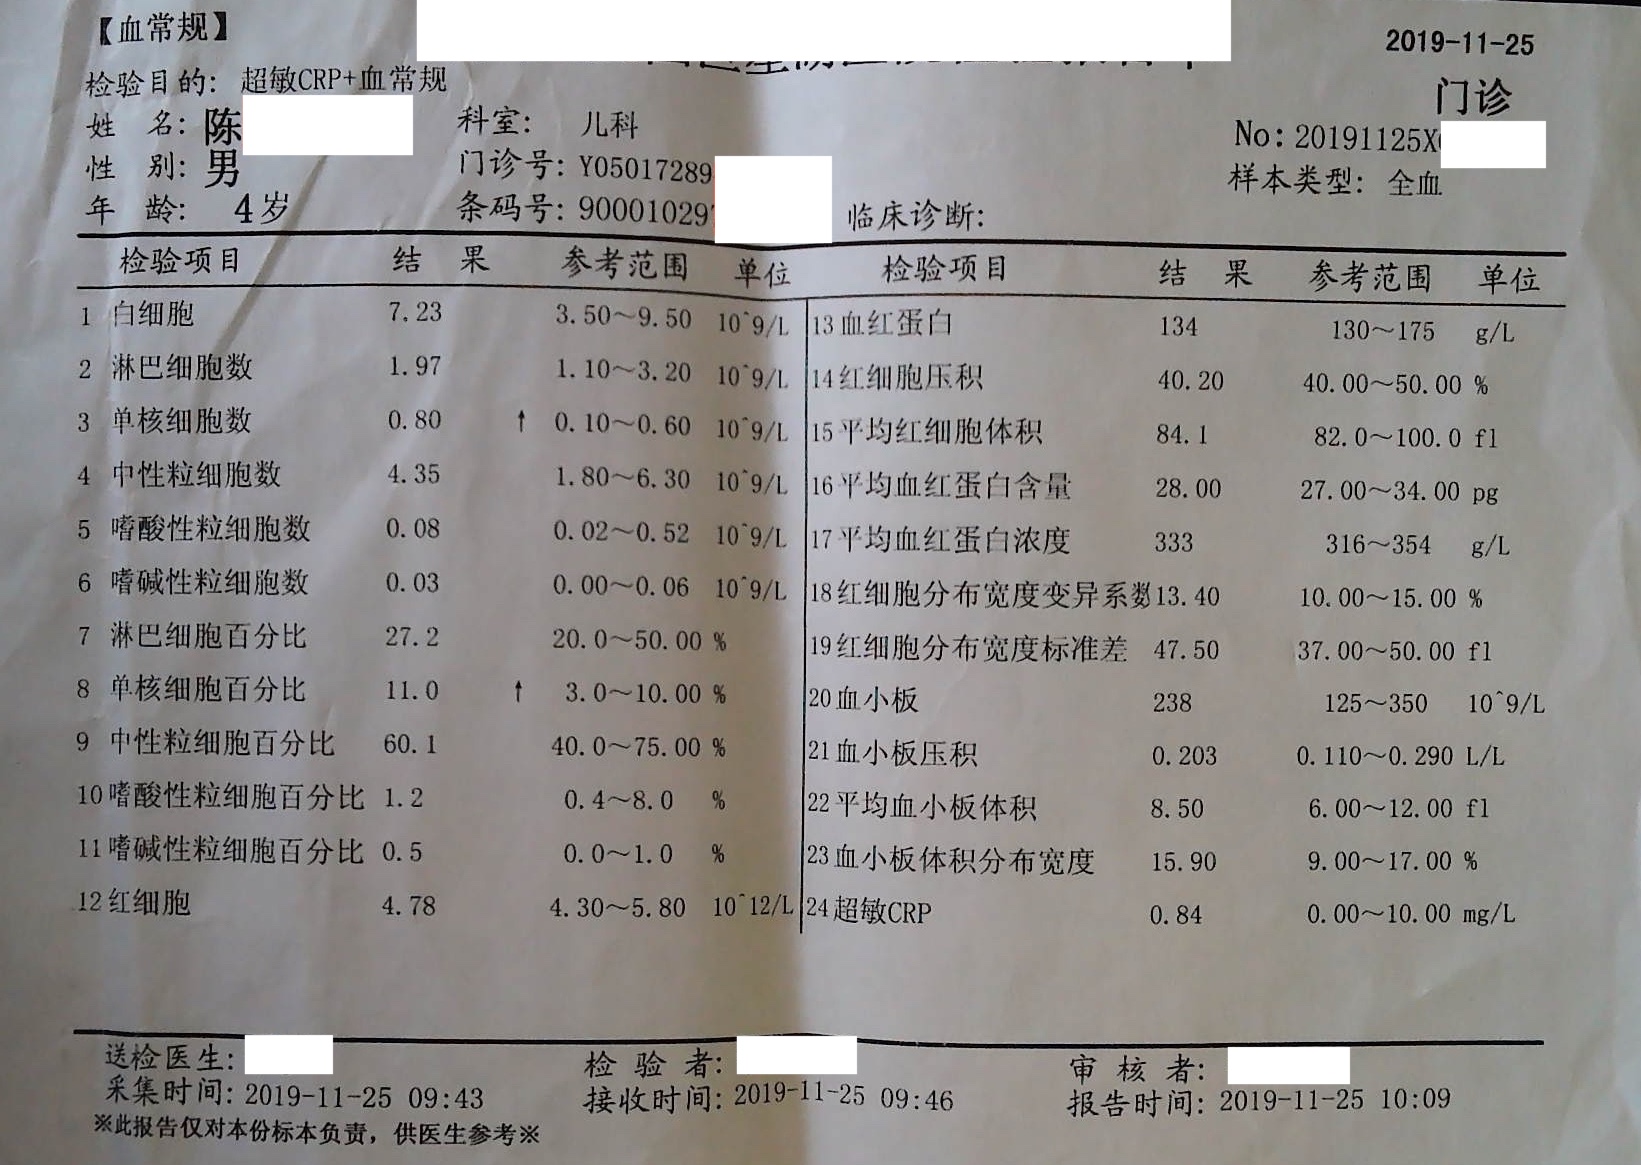 【血常规】
2019-11-25
检验目的: 超敏CRP+血常规
门诊
姓 名: 陈
科室: 儿科
No: 20191125X
性 别: 男
门诊号: Y05017289
样本类型: 全血
年 龄: 4岁
条码号: 900010297
临床诊断:
检验项目 结 果 参考范围 单位 检验项目 结 果 参考范围 单位
1 白细胞 7.23 3.50～9.50 10^9/L 13 血红蛋白 134 130～175 g/L
2 淋巴细胞数 1.97 1.10～3.20 10^9/L 14 红细胞压积 40.20 40.00～50.00 %
3 单核细胞数 0.80 ↑ 0.10～0.60 10^9/L 15 平均红细胞体积 84.1 82.0～100.0 fl
4 中性粒细胞数 4.35 1.80～6.30 10^9/L 16 平均血红蛋白含量 28.00 27.00～34.00 pg
5 嗜酸性粒细胞数 0.08 0.02～0.52 10^9/L 17 平均血红蛋白浓度 333 316～354 g/L
6 嗜碱性粒细胞数 0.03 0.00～0.06 10^9/L 18 红细胞分布宽度变异系数 13.40 10.00～15.00 %
7 淋巴细胞百分比 27.2 20.0～50.00 % 19 红细胞分布宽度标准差 47.50 37.00～50.00 fl
8 单核细胞百分比 11.0 ↑ 3.0～10.00 % 20 血小板 238 125～350 10^9/L
9 中性粒细胞百分比 60.1 40.0～75.00 % 21 血小板压积 0.203 0.110～0.290 L/L
10 嗜酸性粒细胞百分比 1.2 0.4～8.0 % 22 平均血小板体积 8.50 6.00～12.00 fl
11 嗜碱性粒细胞百分比 0.5 0.0～1.0 % 23 血小板体积分布宽度 15.90 9.00～17.00 %
12 红细胞 4.78 4.30～5.80 10^12/L 24 超敏CRP 0.84 0.00～10.00 mg/L
送检医生: 检 验 者: 审 核 者:
采集时间: 2019-11-25 09:43 接收时间: 2019-11-25 09:46 报告时间: 2019-11-25 10:09
※此报告仅对本份标本负责，供医生参考※